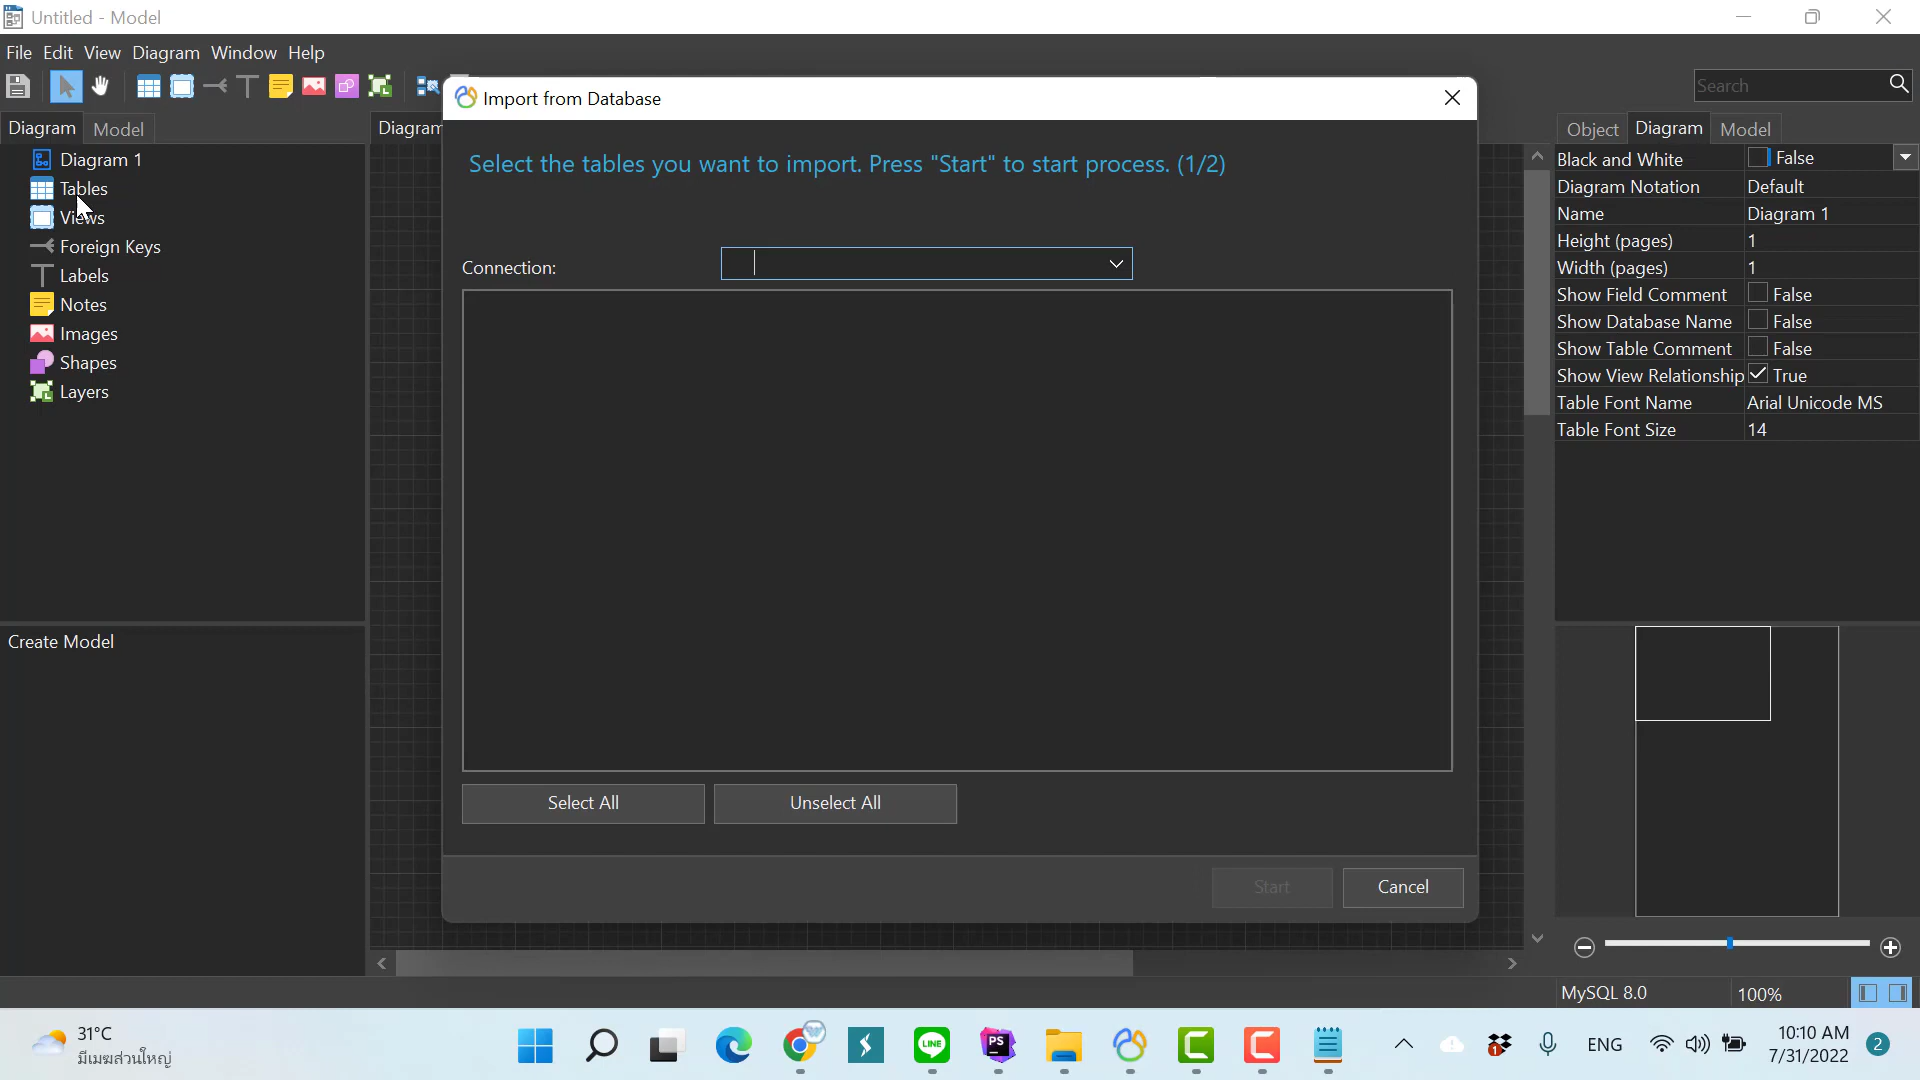 Untitled - Model
File Edit View Diagram Window Help
Search
Diagram Model
Diagram 1
Tables
Views
Foreign Keys
Labels
Notes
Images
Shapes
Layers
Create Model
Diagram
Import from Database
Select the tables you want to import. Press "Start" to start process. (1/2)
Connection:
Select All
Unselect All
Start
Cancel
Object Diagram Model
Black and White False
Diagram Notation Default
Name Diagram 1
Height (pages) 1
Width (pages) 1
Show Field Comment False
Show Database Name False
Show Table Comment False
Show View Relationship True
Table Font Name Arial Unicode MS
Table Font Size 14
MySQL 8.0
100%
31°C
มีเมฆส่วนใหญ่
LINE
PS
1
ENG
10:10 AM
7/31/2022
2